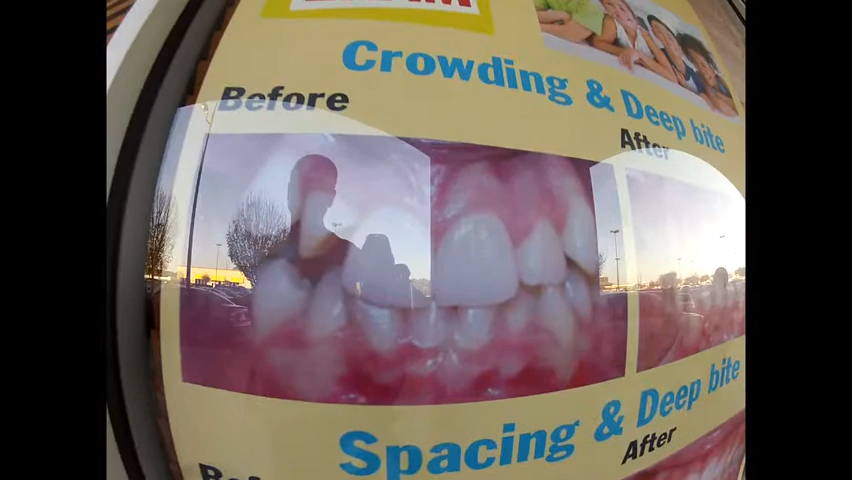 Crowding & Deep bite
Before
After
Spacing & Deep bite
After